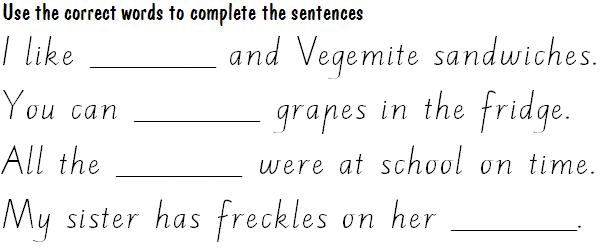 Use the correct words to complete the sentences
I like ________ and Vegemite sandwiches.
You can ________ grapes in the fridge.
All the ________ were at school on time.
My sister has freckles on her ________.